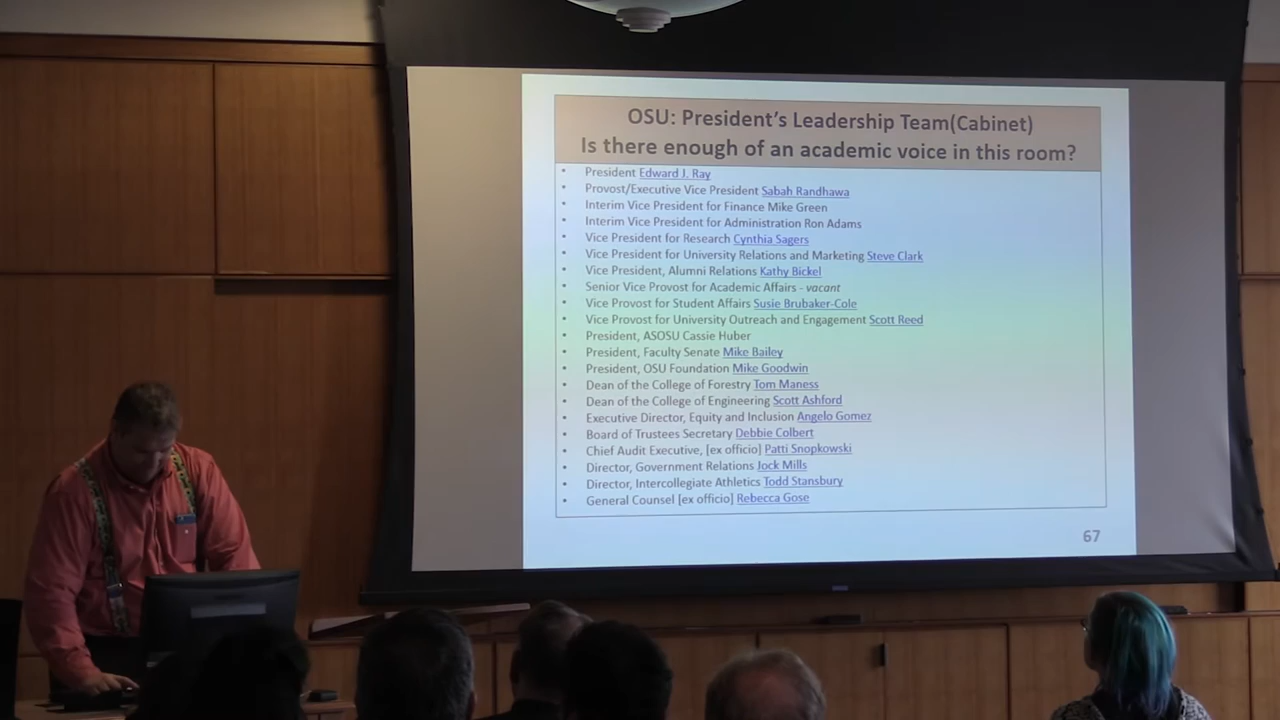 OSU: President's Leadership Team(Cabinet)
Is there enough of an academic voice in this room?
• President Edward J. Ray
• Provost/Executive Vice President Sabah Randhawa
• Interim Vice President for Finance Mike Green
• Interim Vice President for Administration Ron Adams
• Vice President for Research Cynthia Sagers
• Vice President for University Relations and Marketing Steve Clark
• Vice President, Alumni Relations Kathy Bickel
• Senior Vice Provost for Academic Affairs - vacant
• Vice Provost for Student Affairs Susie Brubaker-Cole
• Vice Provost for University Outreach and Engagement Scott Reed
• President, ASOSU Cassie Huber
• President, Faculty Senate Mike Bailey
• President, OSU Foundation Mike Goodwin
• Dean of the College of Forestry Tom Maness
• Dean of the College of Engineering Scott Ashford
• Executive Director, Equity and Inclusion Angelo Gomez
• Board of Trustees Secretary Debbie Colbert
• Chief Audit Executive, [ex officio] Patti Snopkowski
• Director, Government Relations Jock Mills
• Director, Intercollegiate Athletics Todd Stansbury
• General Counsel [ex officio] Rebecca Gose
67